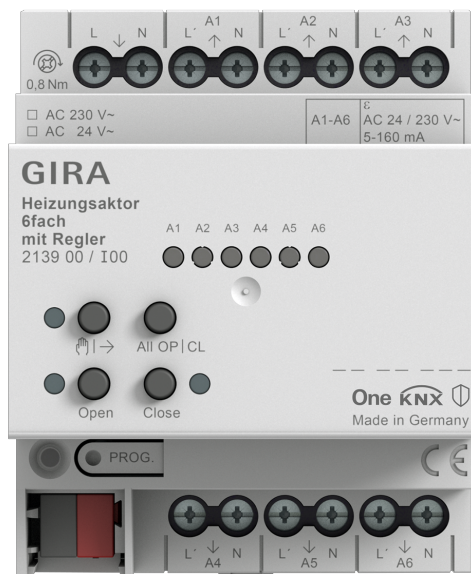 A1 A2 A3
L N L´ N L´ N L´ N
0,8 Nm
AC 230 V~
AC 24 V~
A1-A6
ε
AC 24 / 230 V~
5-160 mA
GIRA
Heizungsaktor
6fach
mit Regler
2139 00 / I00
A1 A2 A3 A4 A5 A6
All OP|CL
Open Close
One KNX
Made in Germany
PROG.
CE
L´ N L´ N L´ N
A4 A5 A6